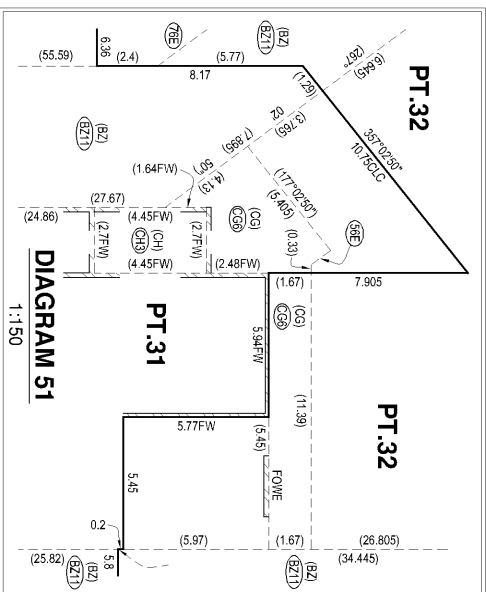 6.36
(55.59)
(2.4)
76E
(5.77)
8.17
(BZ)
BZ11
PT.32
(6.645)
(267°
02'
50")
(1.29)
(3.765)
(7.895)
(4.13)
357°02'50"
10.75CLC
(BZ)
BZ11
(1.64FW)
(177°02'50")
(5.405)
(0.33)
56E
(27.67)
(24.86)
(4.45FW)
(2.7FW)
(CH)
CH3
(2.7FW)
(4.45FW)
(CG)
CG6
(2.48FW)
(1.67)
7.905
(CG)
CG6
DIAGRAM 51
1:150
PT.31
5.94FW
5.77FW
(11.39)
PT.32
(5.45)
FOWE
5.45
0.2
(25.82)
5.8
(BZ)
BZ11
(5.97)
(1.67)
(BZ)
BZ11
(26.805)
(34.445)